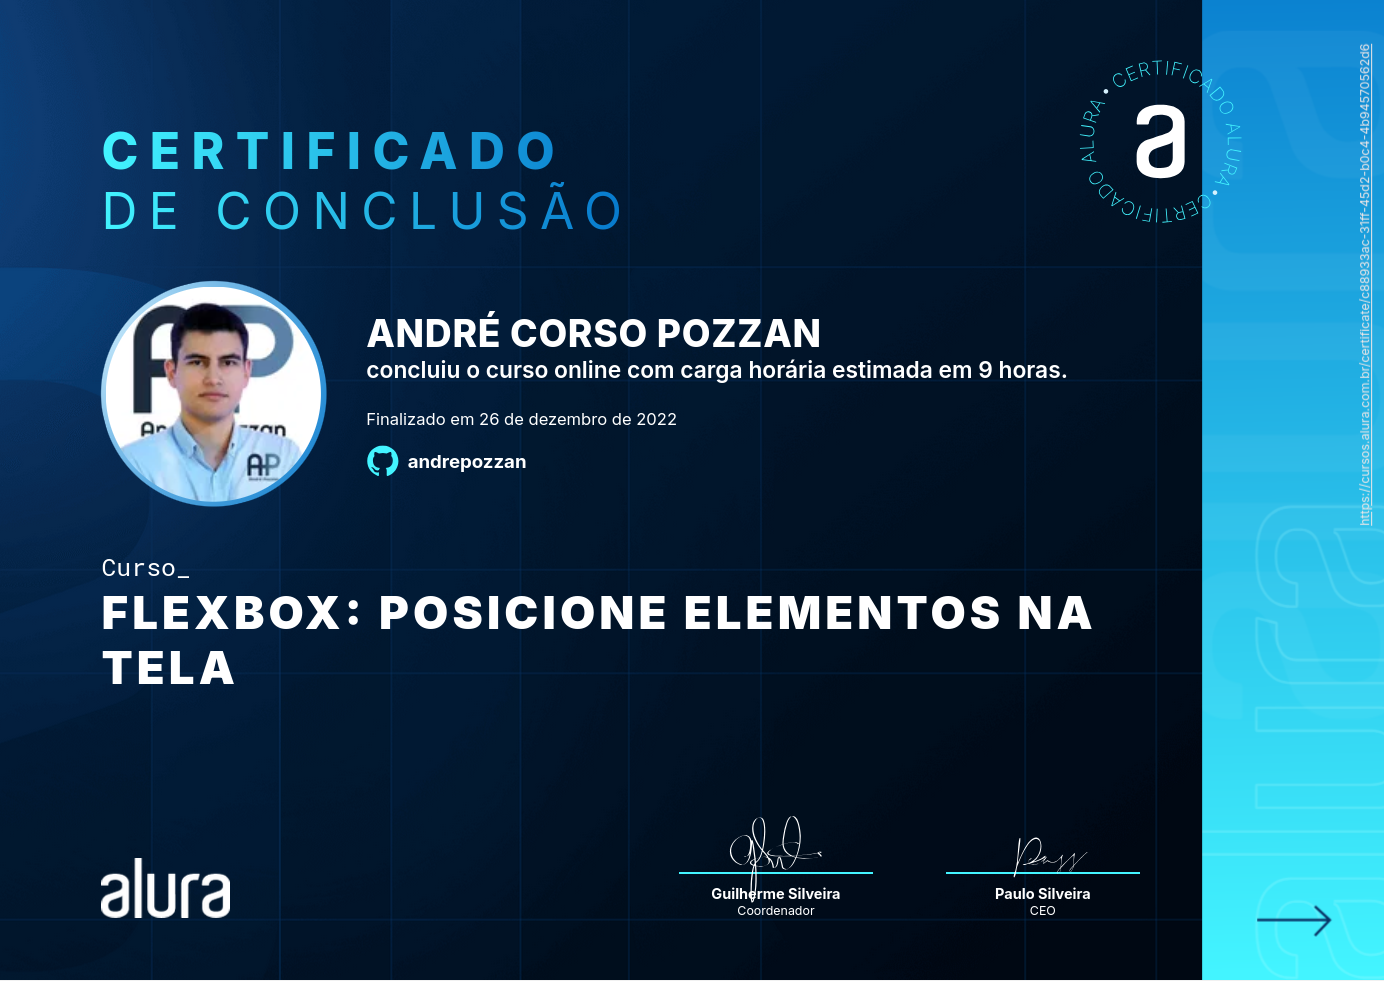 CERTIFICADO
DE CONCLUSÃO
• CERTIFICADO ALURA • CERTIFICADO ALURA
a
ANDRÉ CORSO POZZAN
concluiu o curso online com carga horária estimada em 9 horas.
Finalizado em 26 de dezembro de 2022
andrepozzan
AP
Curso_
FLEXBOX: POSICIONE ELEMENTOS NA
TELA
alura
Guilherme Silveira
Coordenador
Paulo Silveira
CEO
https://cursos.alura.com.br/certificate/c88933ac-31ff-45d2-b0c4-4b94570562d6
alura